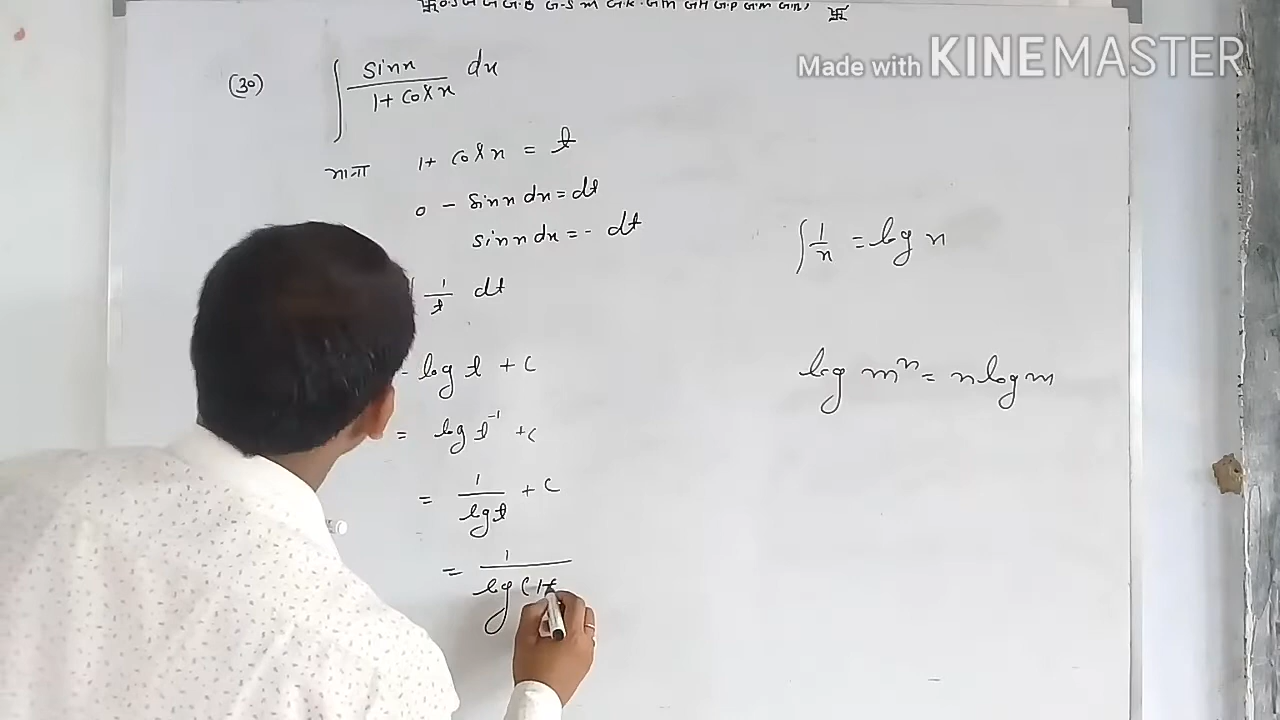 Made with KINEMASTER
(30) ∫ sinx / 1+cosx dx
माना 1+ cosx = t
0 - sinx dx = dt
sinx dx = - dt
1/t dt
- log t + c
= log t⁻¹ + c
= 1 / log t + c
= 1 / log (1+
∫ 1/x = log x
log mⁿ = n log m